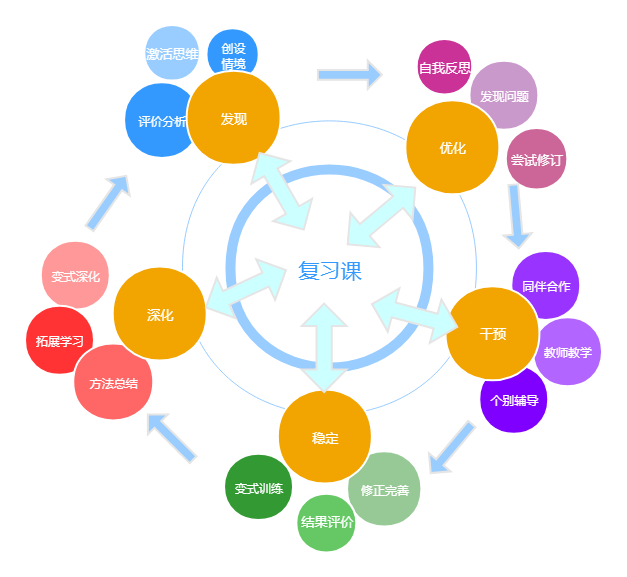 激活思维
创设
情境
评价分析
发现
自我反思
发现问题
优化
尝试修订
同伴合作
干预
教师教学
个别辅导
复习课
变式深化
深化
拓展学习
方法总结
稳定
变式训练
修正完善
结果评价